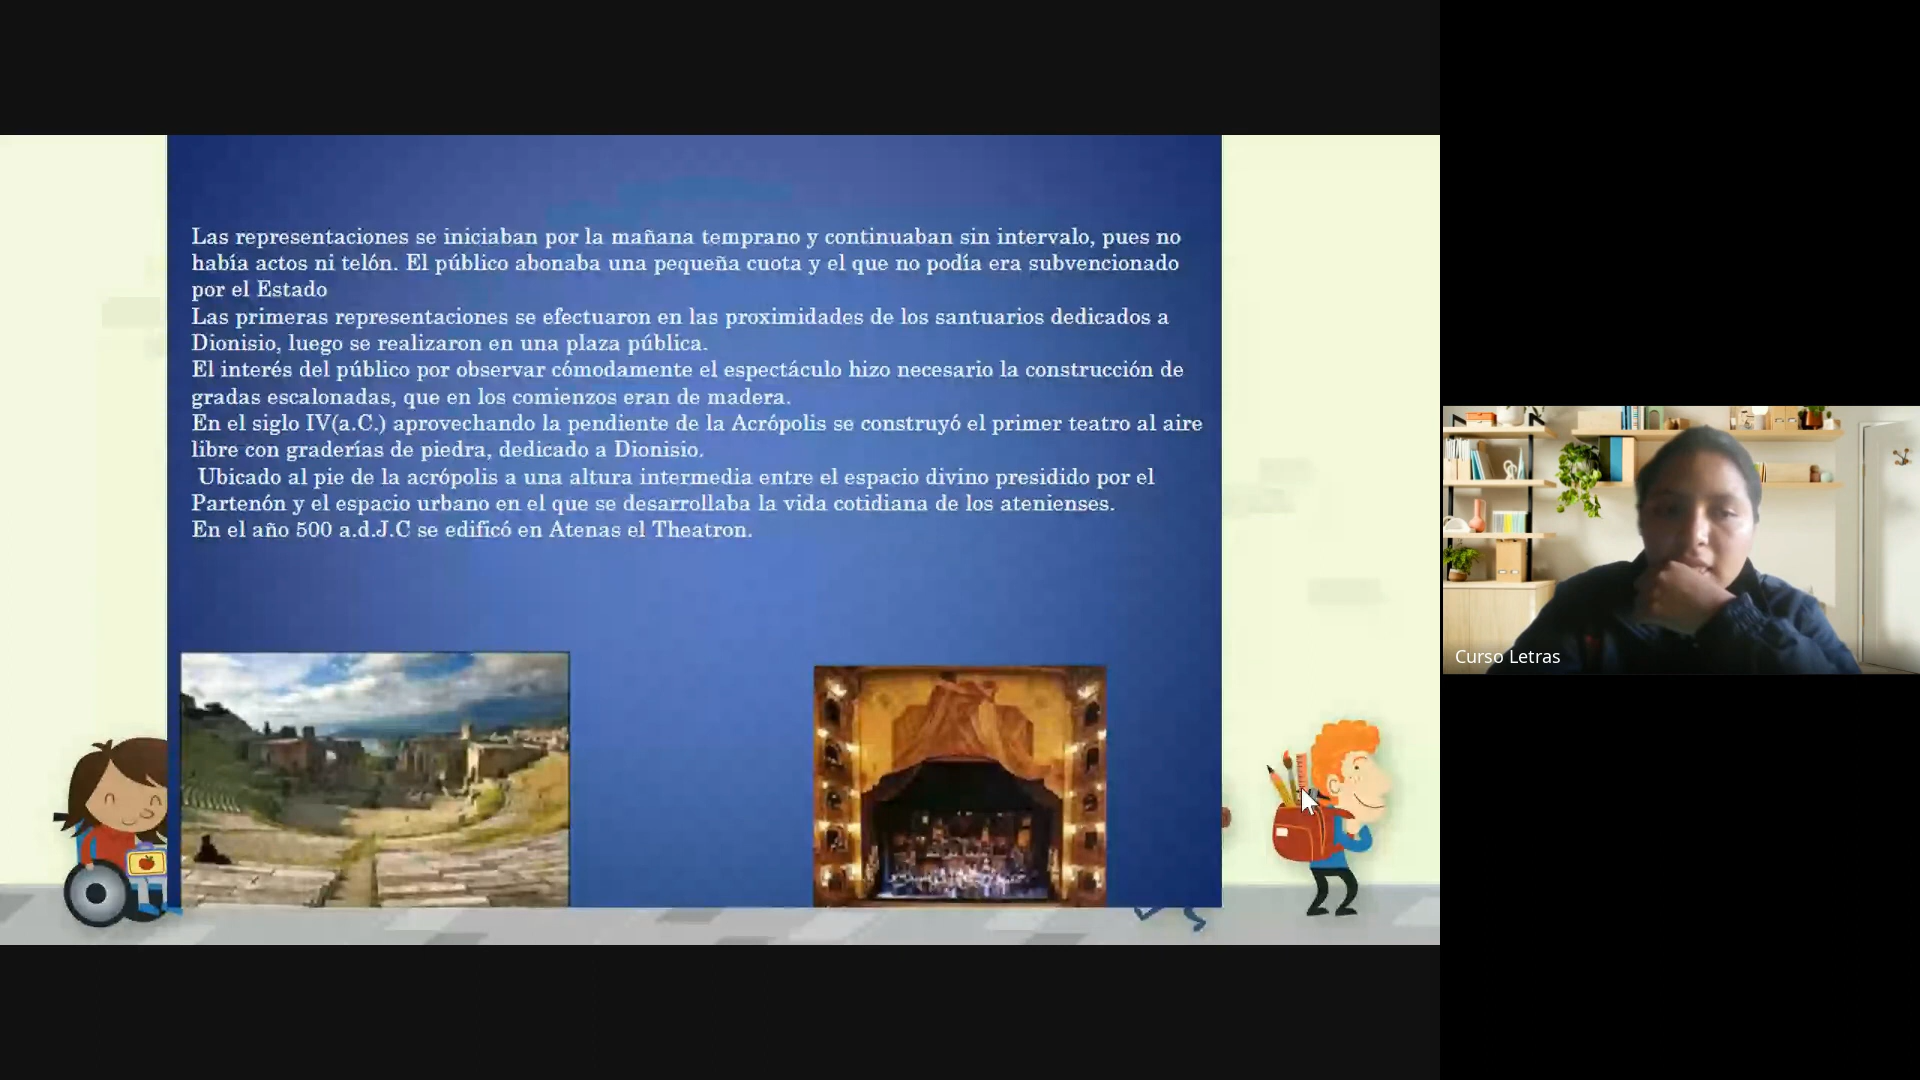 Las representaciones se iniciaban por la mañana temprano y continuaban sin intervalo, pues no
había actos ni telón. El público abonaba una pequeña cuota y el que no podía era subvencionado
por el Estado
Las primeras representaciones se efectuaron en las proximidades de los santuarios dedicados a
Dionisio, luego se realizaron en una plaza pública.
El interés del público por observar cómodamente el espectáculo hizo necesario la construcción de
gradas escalonadas, que en los comienzos eran de madera.
En el siglo IV(a.C.) aprovechando la pendiente de la Acrópolis se construyó el primer teatro al aire
libre con graderías de piedra, dedicado a Dionisio.
Ubicado al pie de la acrópolis a una altura intermedia entre el espacio divino presidido por el
Partenón y el espacio urbano en el que se desarrollaba la vida cotidiana de los atenienses.
En el año 500 a.d.J.C se edificó en Atenas el Theatron.
Curso Letras